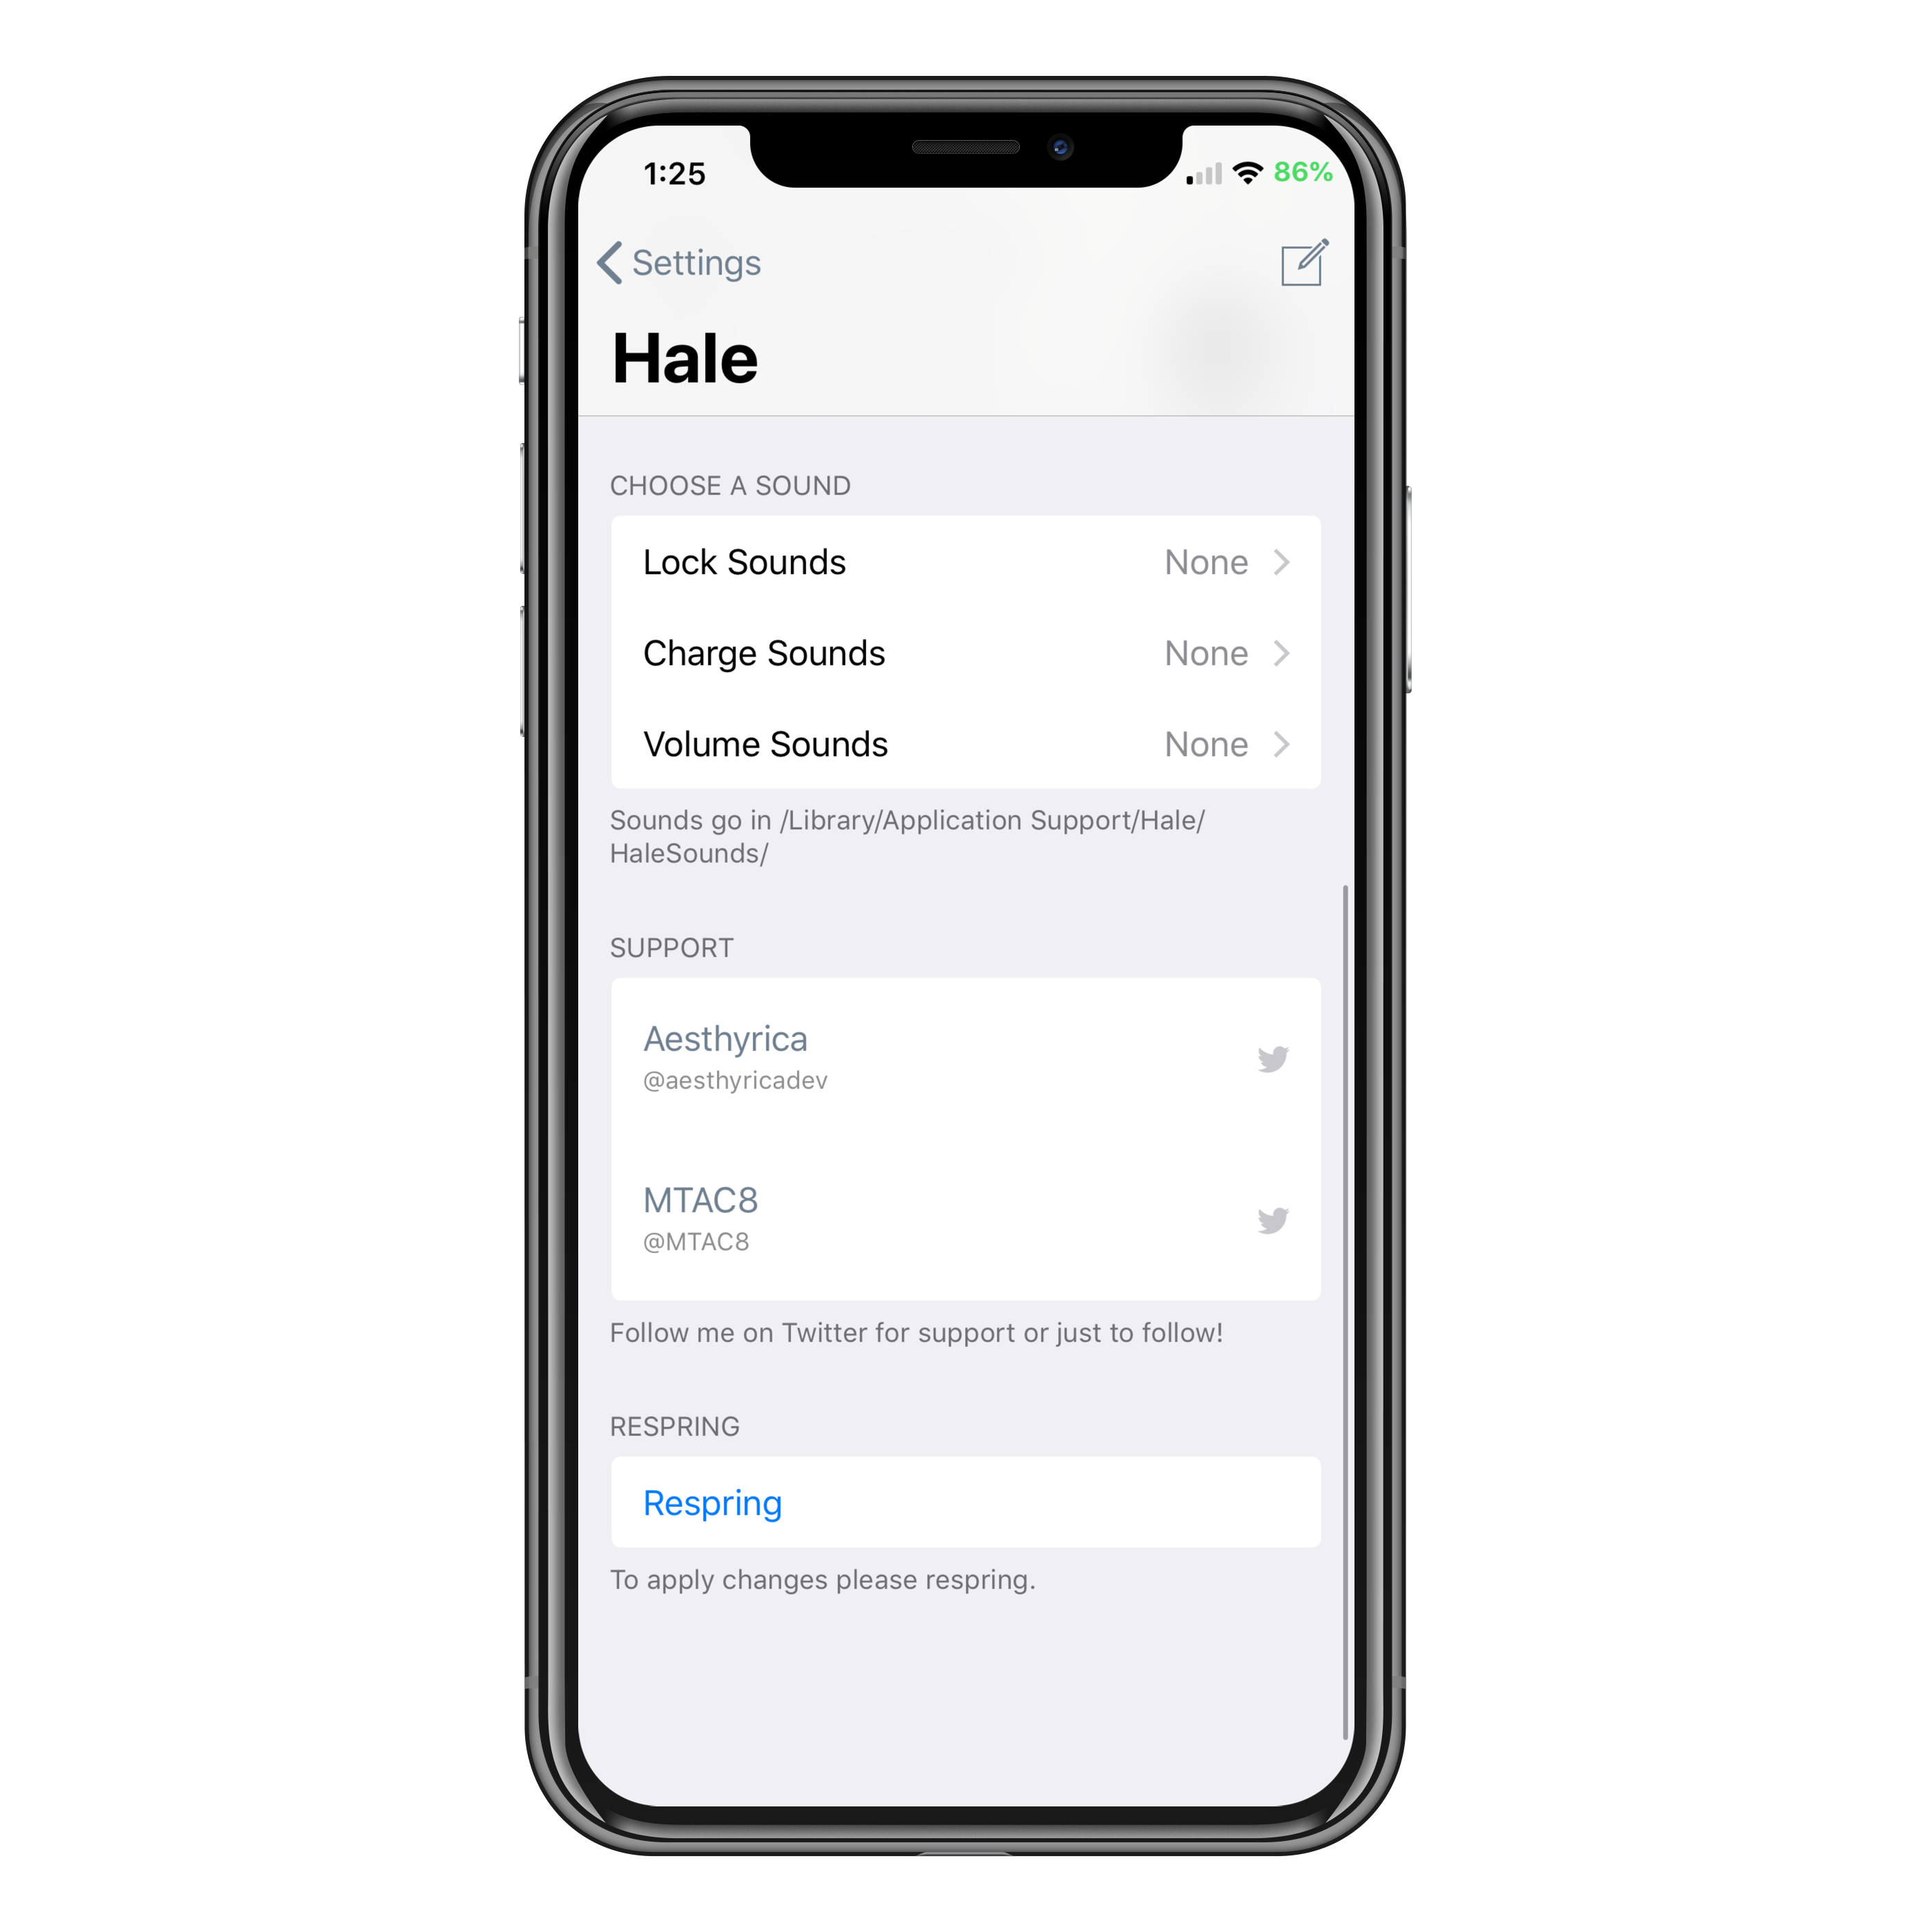 1:25
86%
Settings
Hale
CHOOSE A SOUND
Lock Sounds None
Charge Sounds None
Volume Sounds None
Sounds go in /Library/Application Support/Hale/
HaleSounds/
SUPPORT
Aesthyrica
@aesthyricadev
MTAC8
@MTAC8
Follow me on Twitter for support or just to follow!
RESPRING
Respring
To apply changes please respring.